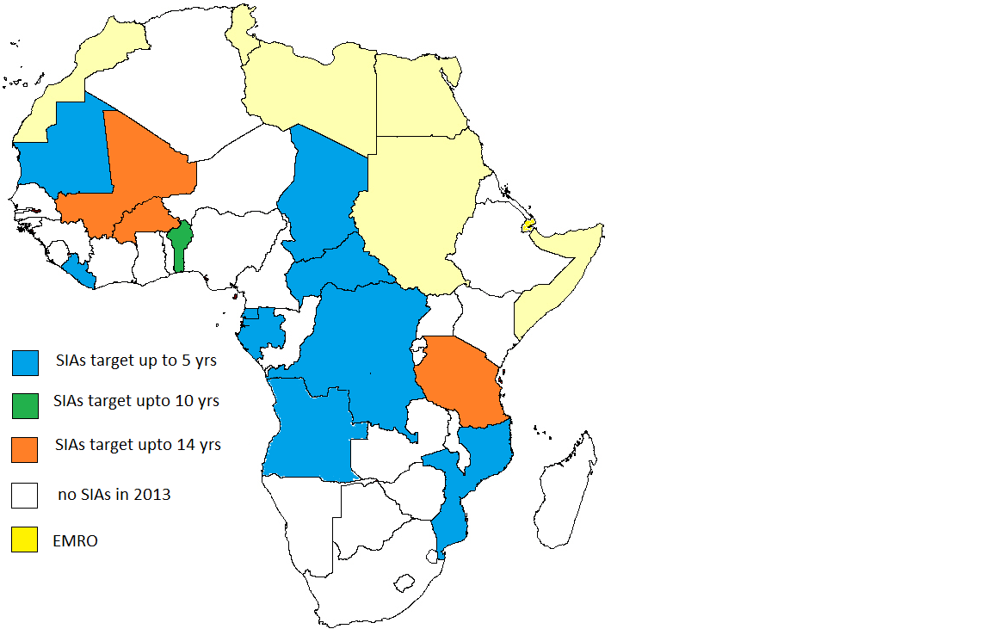 SIAs target up to 5 yrs
SIAs target upto 10 yrs
SIAs target upto 14 yrs
no SIAs in 2013
EMRO